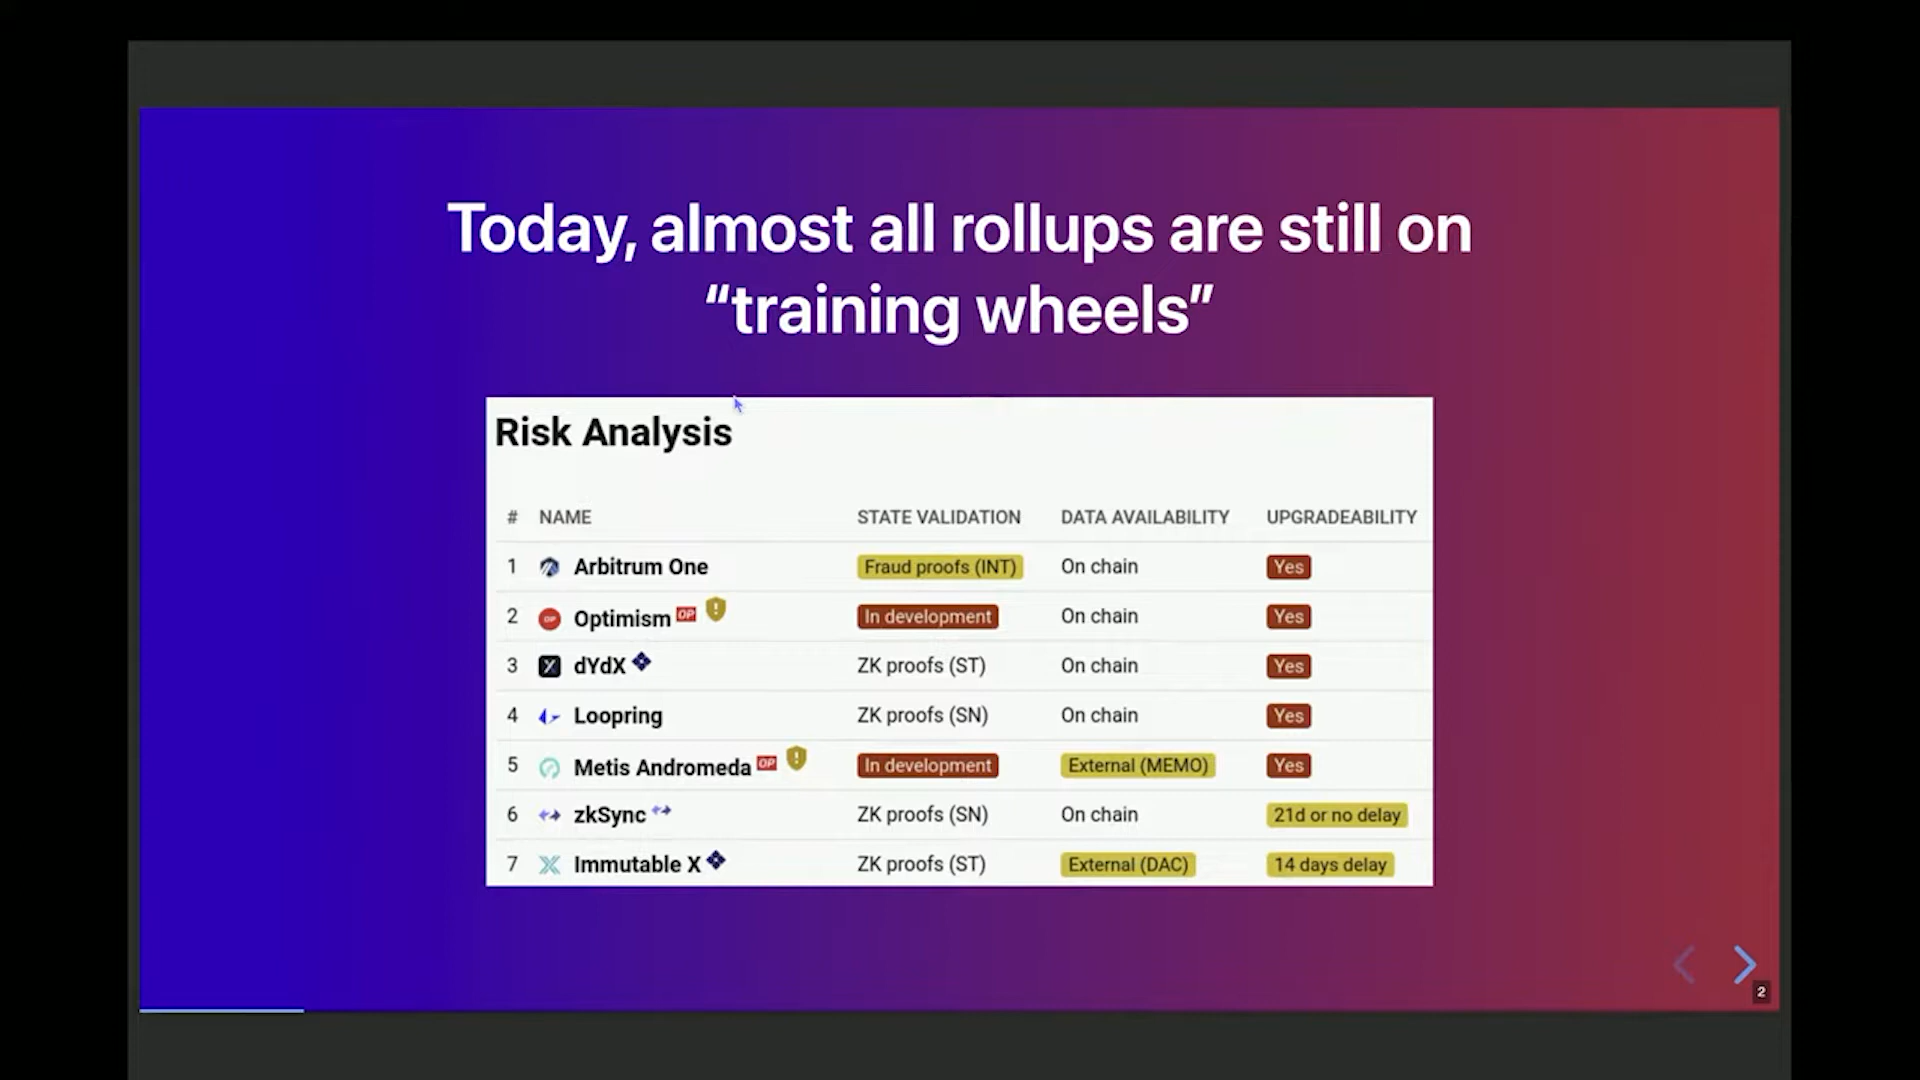 Today, almost all rollups are still on
“training wheels”
Risk Analysis
# NAME STATE VALIDATION DATA AVAILABILITY UPGRADEABILITY
1 Arbitrum One Fraud proofs (INT) On chain Yes
2 OP Optimism OP In development On chain Yes
3 dYdX ZK proofs (ST) On chain Yes
4 Loopring ZK proofs (SN) On chain Yes
5 Metis Andromeda OP In development External (MEMO) Yes
6 zkSync ZK proofs (SN) On chain 21d or no delay
7 Immutable X ZK proofs (ST) External (DAC) 14 days delay
2